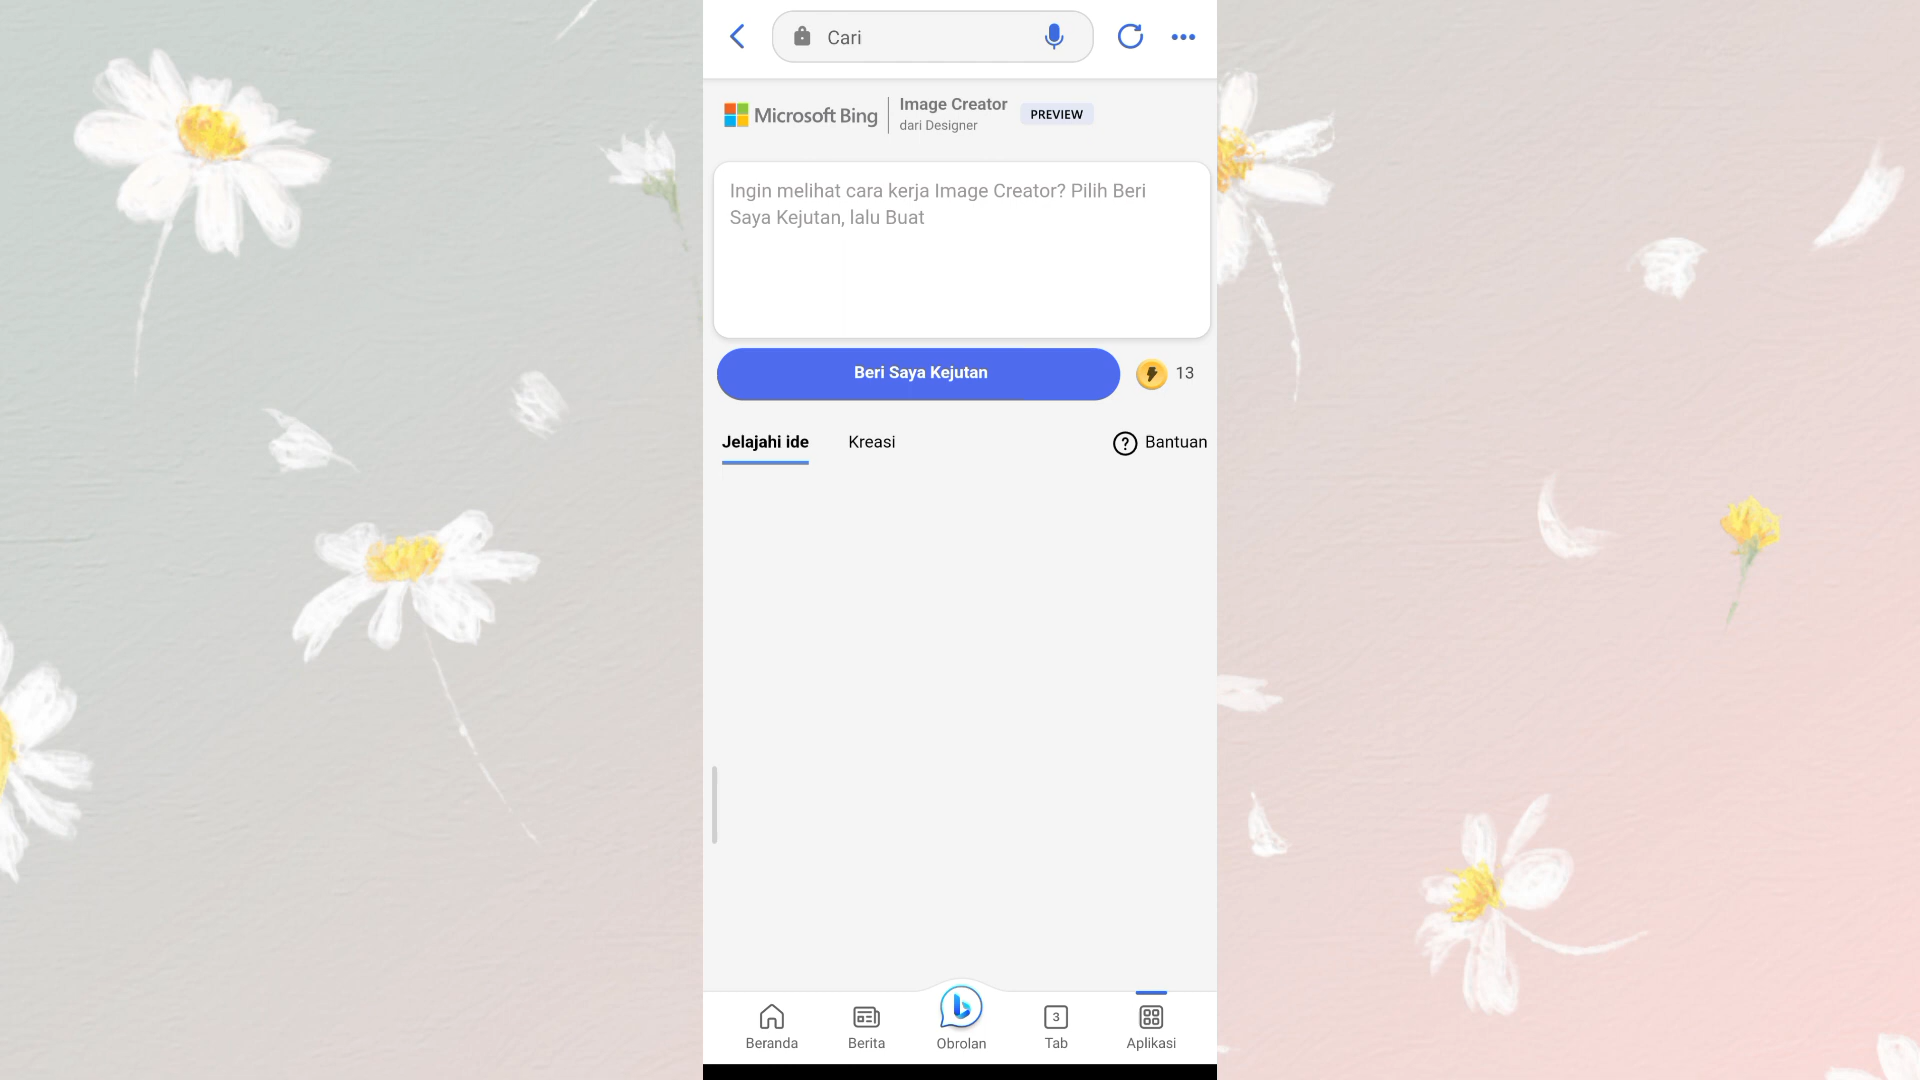 Cari
Microsoft Bing
Image Creator
dari Designer
PREVIEW
Ingin melihat cara kerja Image Creator? Pilih Beri
Saya Kejutan, lalu Buat
Beri Saya Kejutan
13
Jelajahi ide
Kreasi
Bantuan
Beranda
Berita
Obrolan
3
Tab
Aplikasi